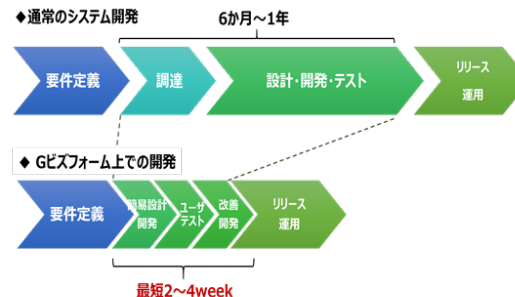 ◆通常のシステム開発
6か月～1年
要件定義
調達
設計・開発・テスト
リリース
運用
◆ Gビズフォーム上での開発
要件定義
簡易設計
開発
ユーザ
テスト
改善
開発
リリース
運用
最短2～4week